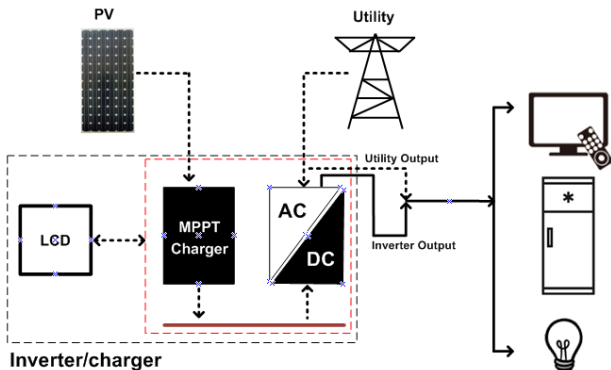 PV
Utility
Utility Output
LCD
MPPT
Charger
AC
DC
Inverter Output
Inverter/charger